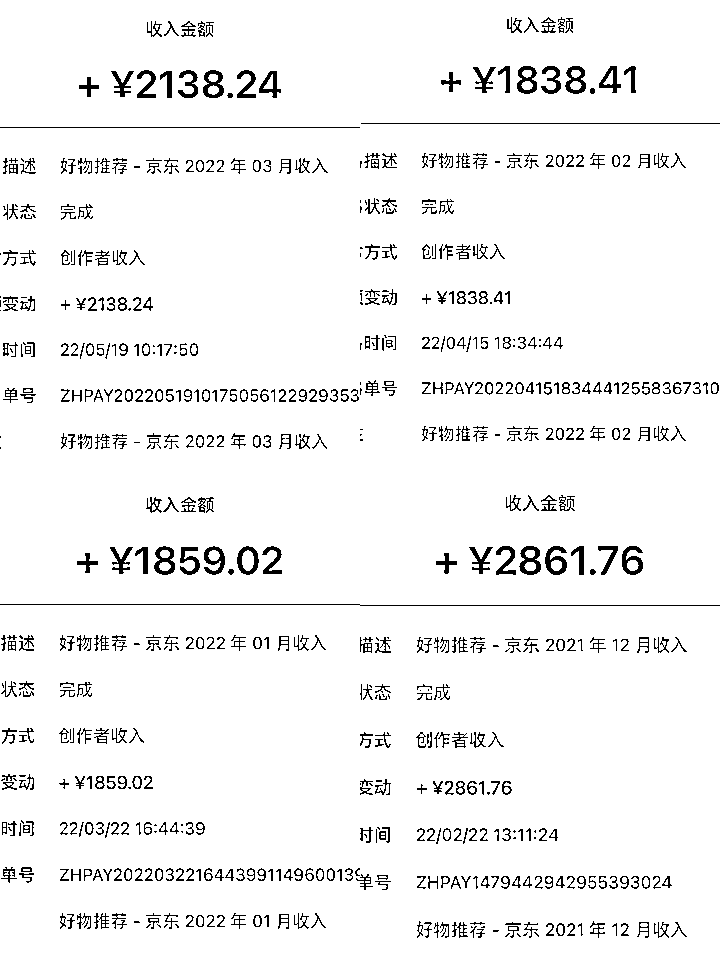 收入金额
+ ¥2138.24
描述 好物推荐 - 京东 2022 年 03 月收入
状态 完成
方式 创作者收入
变动 + ¥2138.24
时间 22/05/19 10:17:50
单号 ZHPAY2022051910175056122929353
好物推荐 - 京东 2022 年 03 月收入
收入金额
+ ¥1838.41
描述 好物推荐 - 京东 2022 年 02 月收入
状态 完成
方式 创作者收入
变动 + ¥1838.41
时间 22/04/15 18:34:44
单号 ZHPAY2022041518344412558367310
好物推荐 - 京东 2022 年 02 月收入
收入金额
+ ¥1859.02
描述 好物推荐 - 京东 2022 年 01 月收入
状态 完成
方式 创作者收入
变动 + ¥1859.02
时间 22/03/22 16:44:39
单号 ZHPAY2022032216443991149600139
好物推荐 - 京东 2022 年 01 月收入
收入金额
+ ¥2861.76
描述 好物推荐 - 京东 2021 年 12 月收入
状态 完成
方式 创作者收入
变动 + ¥2861.76
时间 22/02/22 13:11:24
单号 ZHPAY1479442942955393024
好物推荐 - 京东 2021 年 12 月收入